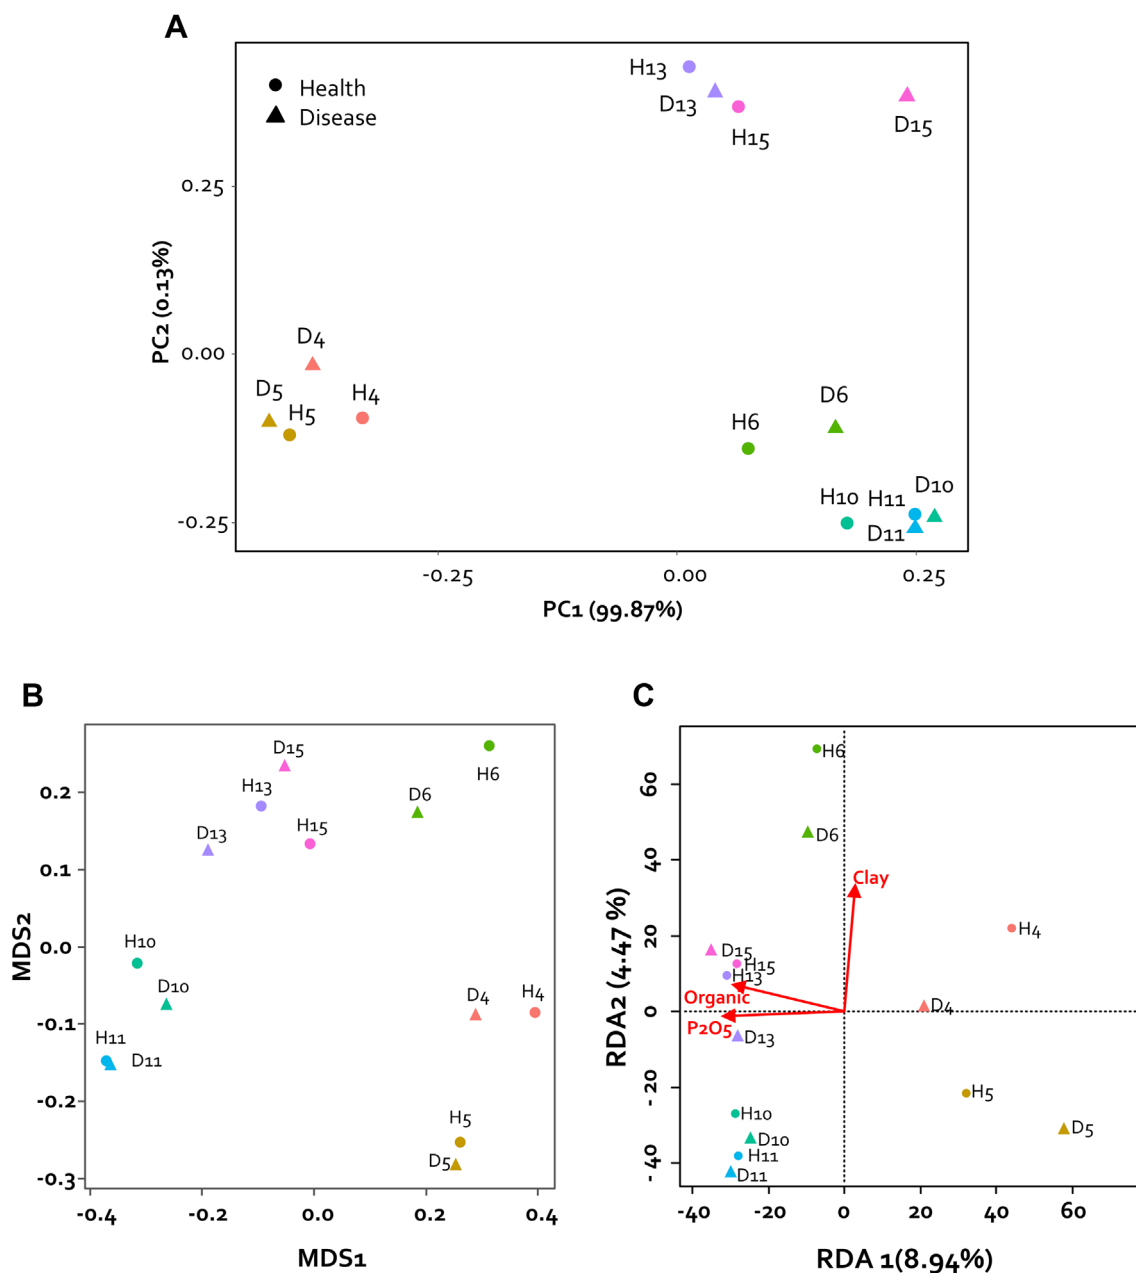 A
Health
Disease
H13
D13
H15
D15
0.25
D4
0.00
D5
H5
H4
D6
H6
H10
H11
D10
D11
-0.25
PC2 (0.13%)
-0.25
0.00
0.25
PC1 (99.87%)
B
D15
H13
H6
0.2
D6
H15
D13
0.1
0.0
H10
D10
D4
H4
-0.1
H11
D11
-0.2
H5
D5
-0.3
MDS2
-0.4
-0.2
0.0
0.2
0.4
MDS1
C
H6
60
D6
40
Clay
H4
20
D15
H15
H13
Organic
D4
0
P2O5
D13
H5
-20
H10
D5
D10
H11
-40
D11
RDA2 (4.47 %)
-40
-20
0
20
40
60
RDA 1(8.94%)